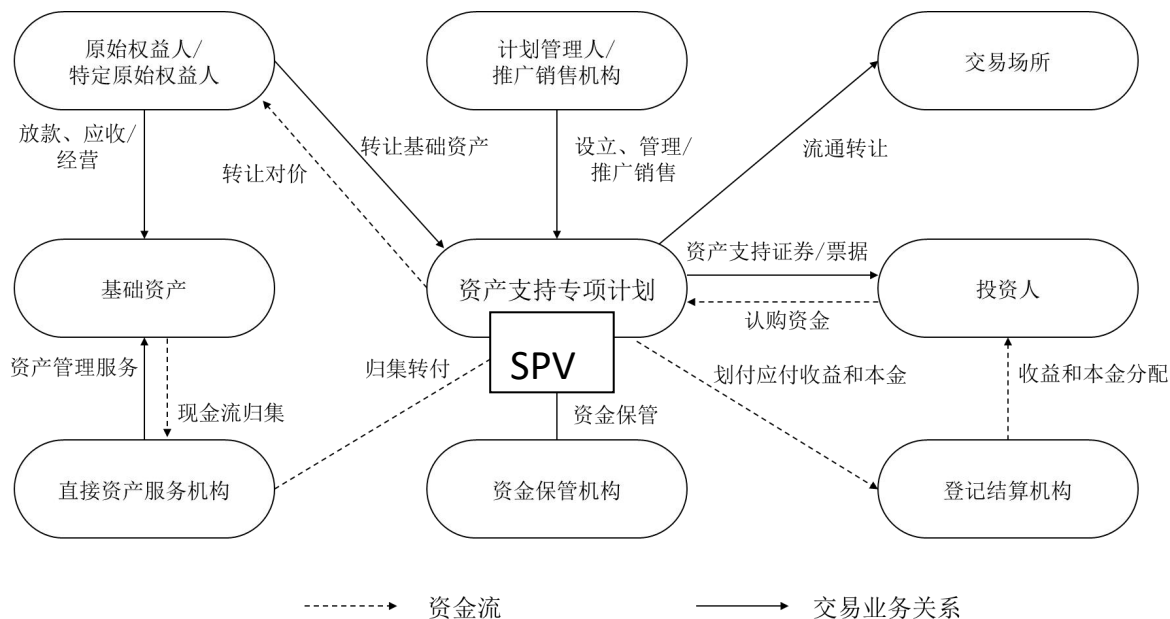 原始权益人/
特定原始权益人
计划管理人/
推广销售机构
交易场所
放款、应收/
经营
转让对价
转让基础资产
设立、管理/
推广销售
流通转让
基础资产
资产支持专项计划
资产支持证券/票据
认购资金
投资人
SPV
资产管理服务
现金流归集
归集转付
资金保管
划付应付收益和本金
收益和本金分配
直接资产服务机构
资金保管机构
登记结算机构
资金流
交易业务关系